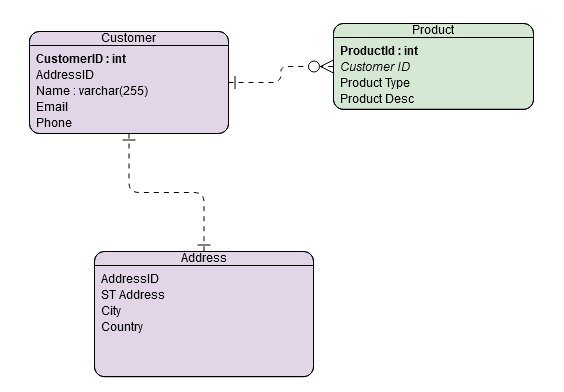 Customer
CustomerID : int
AddressID
Name : varchar(255)
Email
Phone
Product
ProductId : int
Customer ID
Product Type
Product Desc
Address
AddressID
ST Address
City
Country